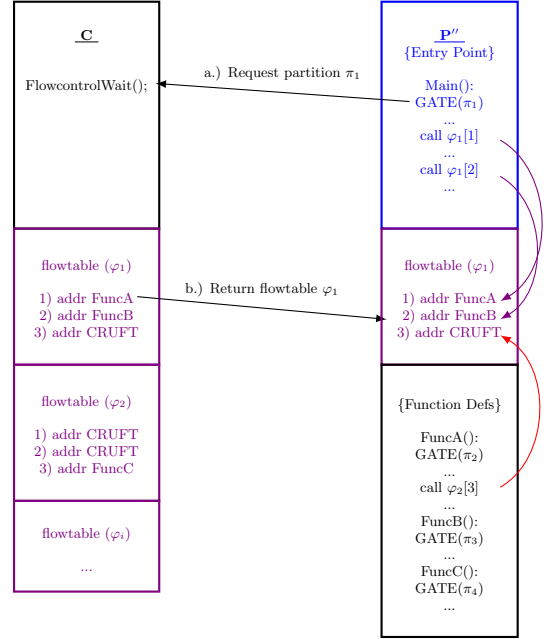 C
FlowcontrolWait();
flowtable (φ₁)
1) addr FuncA
2) addr FuncB
3) addr CRUFT
flowtable (φ₂)
1) addr CRUFT
2) addr CRUFT
3) addr FuncC
flowtable (φᵢ)
...
a.) Request partition π₁
b.) Return flowtable φ₁
P′′
{Entry Point}
Main():
GATE(π₁)
...
call φ₁[1]
...
call φ₁[2]
...
flowtable (φ₁)
1) addr FuncA
2) addr FuncB
3) addr CRUFT
{Function Defs}
FuncA():
GATE(π₂)
...
call φ₂[3]
...
FuncB():
GATE(π₃)
...
FuncC():
GATE(π₄)
...